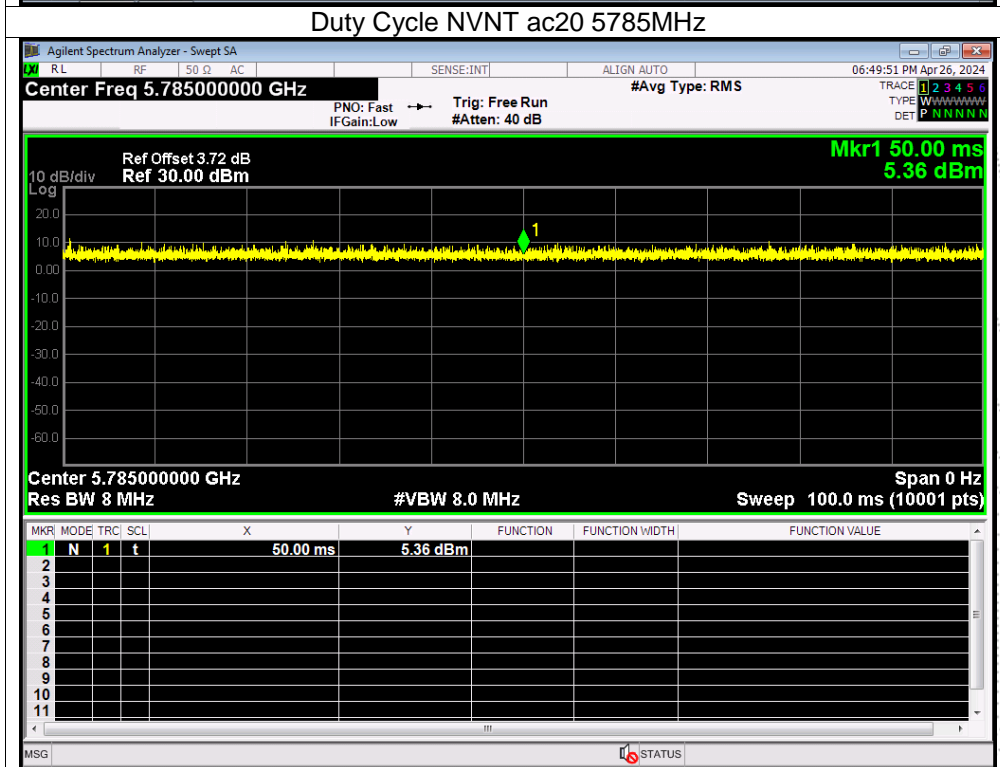 Duty Cycle NVNT ac20 5785MHz
Agilent Spectrum Analyzer - Swept SA
LXI RL RF 50 Ω AC SENSE:INT ALIGN AUTO 06:49:51 PM Apr 26, 2024
Center Freq 5.785000000 GHz #Avg Type: RMS TRACE 1 2 3 4 5 6
PNO: Fast Trig: Free Run TYPE WWWWWW
IFGain:Low #Atten: 40 dB DET P N N N N N
Mkr1 50.00 ms
Ref Offset 3.72 dB
10 dB/div Ref 30.00 dBm 5.36 dBm
Log
20.0
1
10.0
0.00
-10.0
-20.0
-30.0
-40.0
-50.0
-60.0
Center 5.785000000 GHz Span 0 Hz
Res BW 8 MHz #VBW 8.0 MHz Sweep 100.0 ms (10001 pts)
MKR MODE TRC SCL X Y FUNCTION FUNCTION WIDTH FUNCTION VALUE
1 N 1 t 50.00 ms 5.36 dBm
2
3
4
5
6
7
8
9
10
11
MSG STATUS